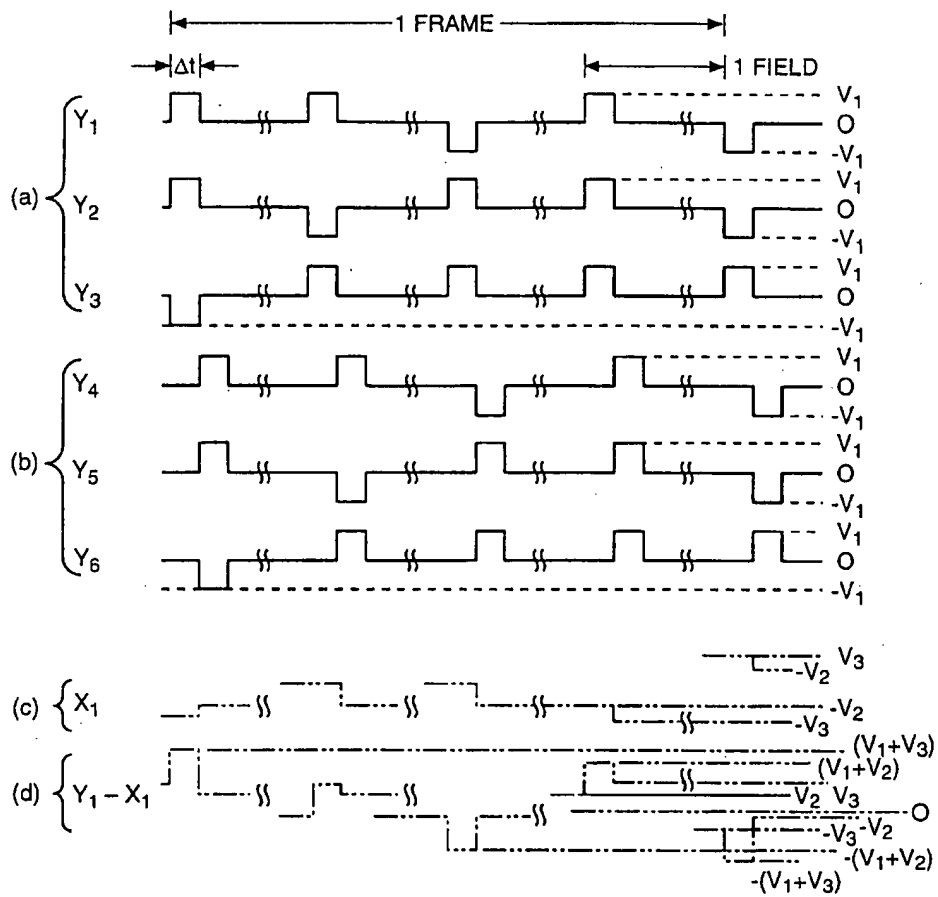 1 FRAME
Δt
1 FIELD
(a)
Y1
V1
O
-V1
Y2
V1
O
-V1
Y3
V1
O
-V1
(b)
Y4
V1
O
-V1
Y5
V1
O
-V1
Y6
V1
O
-V1
V3
-V2
(c)
X1
-V2
-V3
(V1+V3)
(V1+V2)
(d)
Y1 – X1
V2 V3
O
-V3 -V2
-(V1+V2)
-(V1+V3)